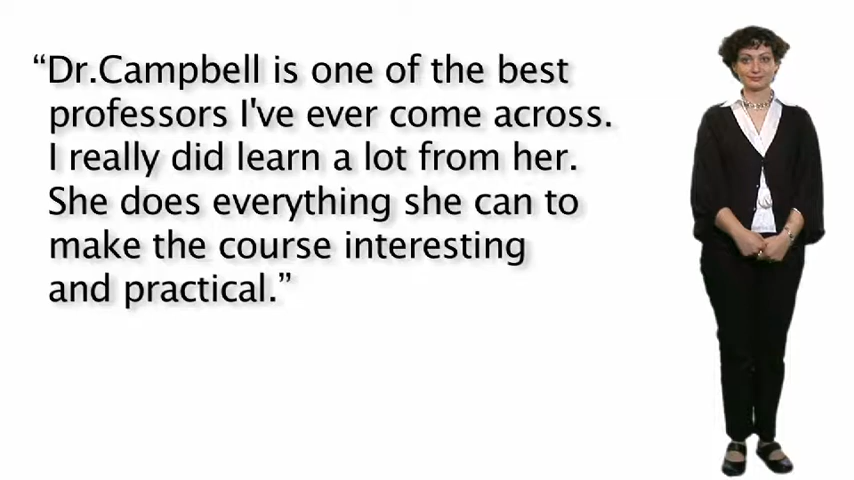 “Dr.Campbell is one of the best
professors I've ever come across.
I really did learn a lot from her.
She does everything she can to
make the course interesting
and practical.”